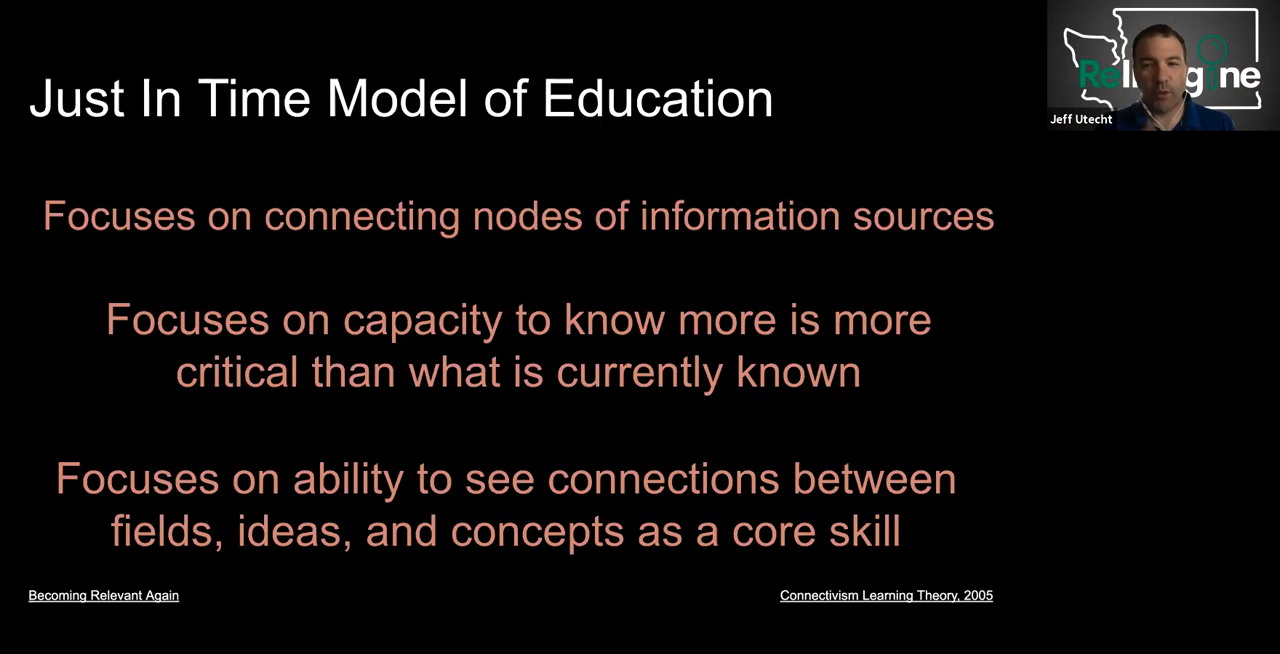 Just In Time Model of Education
Focuses on connecting nodes of information sources
Focuses on capacity to know more is more
critical than what is currently known
Focuses on ability to see connections between
fields, ideas, and concepts as a core skill
Becoming Relevant Again
Connectivism Learning Theory, 2005
Jeff Utecht